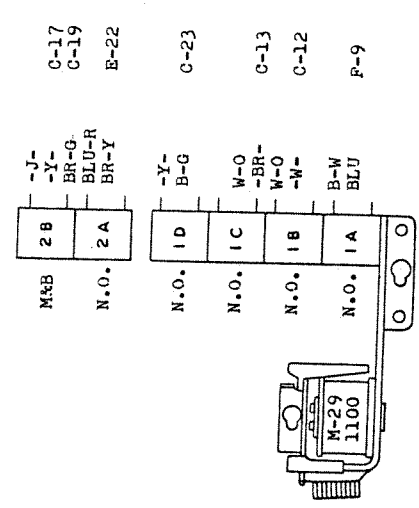 -J-
M&B 2B -Y- C-17
BR-G C-19
BLU-R
N.O. 2A BR-Y E-22
-Y-
N.O. 1D B-G C-23
N.O. 1C W-O
-BR- C-13
W-O
N.O. 1B -W- C-12
B-W
N.O. 1A BLU F-9
M-29
1100